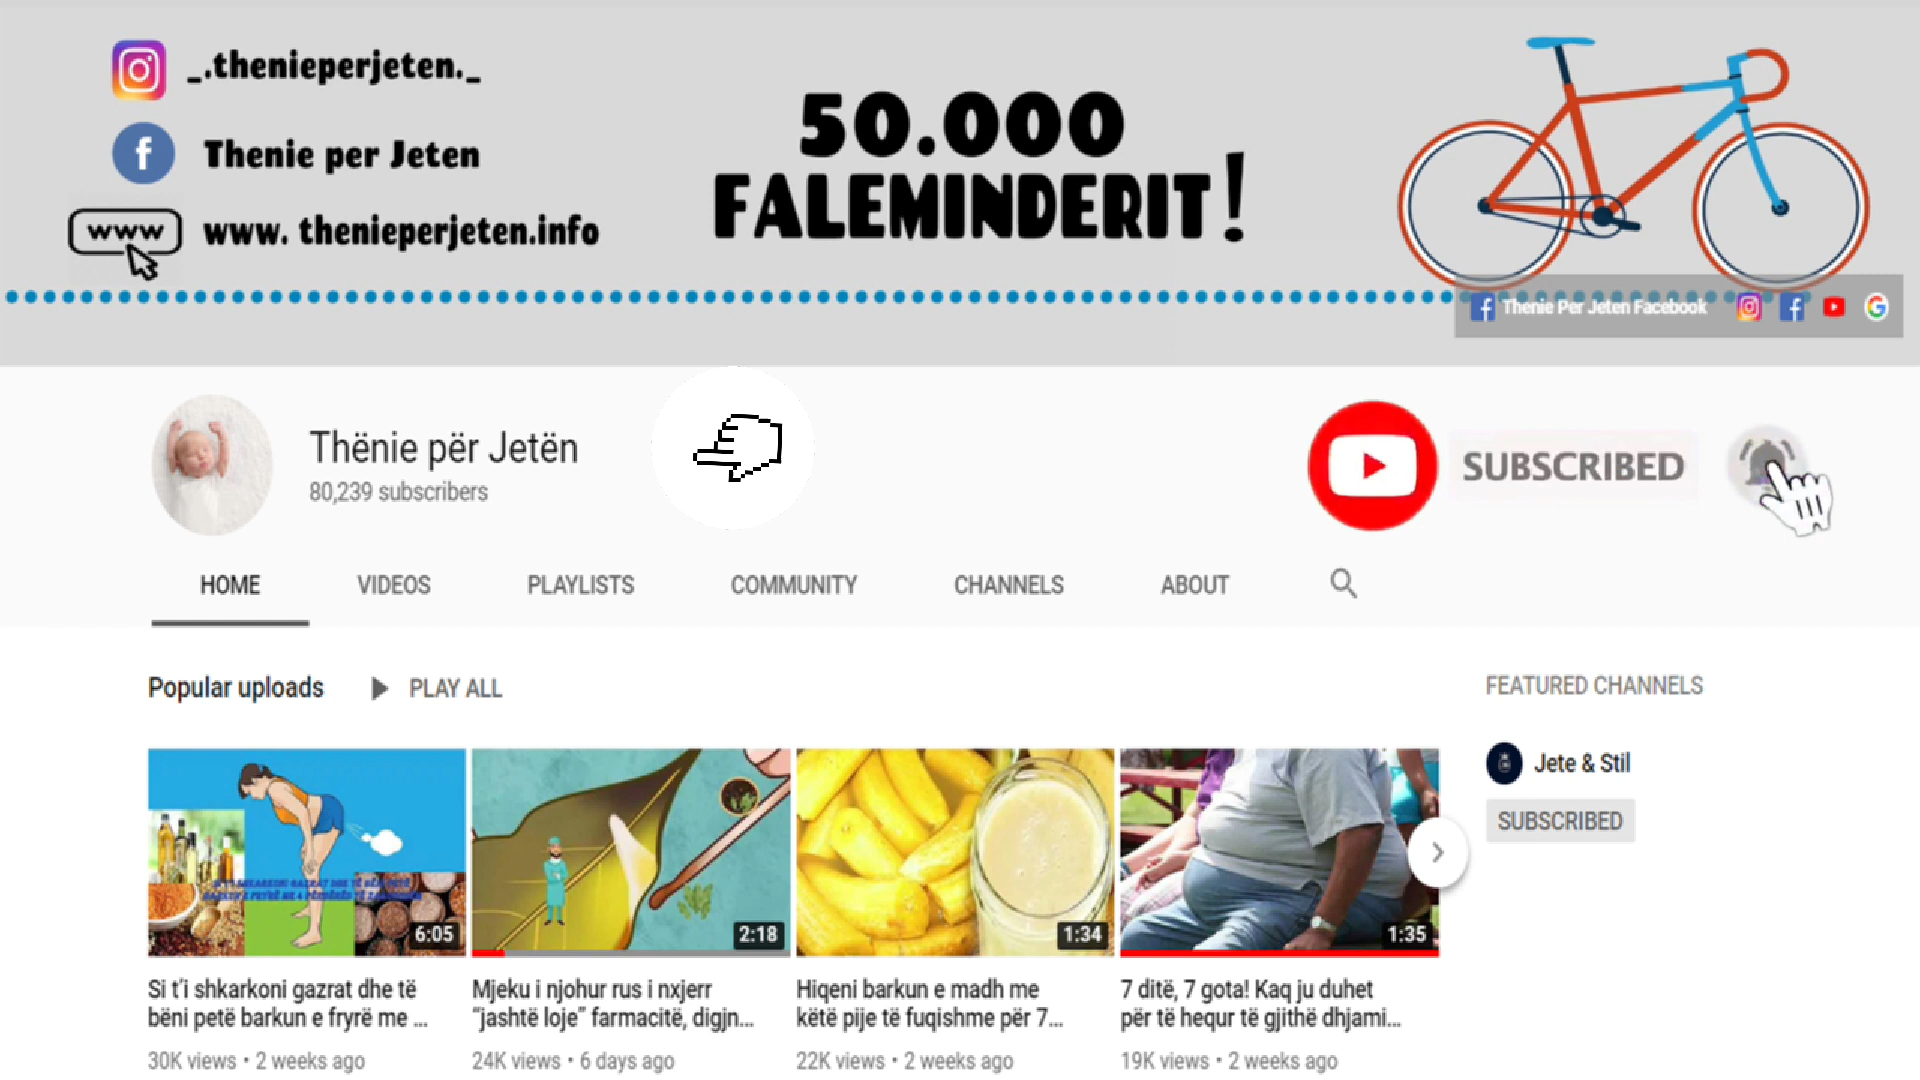 _.thenieperjeten._
Thenie per Jeten
www
www. thenieperjeten.info
50.000
FALEMINDERIT!
Thenie Per Jeten Facebook
Thënie për Jetën
80,239 subscribers
SUBSCRIBED
HOME
VIDEOS
PLAYLISTS
COMMUNITY
CHANNELS
ABOUT
Popular uploads
PLAY ALL
FEATURED CHANNELS
Jete & Stil
SUBSCRIBED
6:05
2:18
1:34
1:35
Si t'i shkarkoni gazrat dhe të
bëni petë barkun e fryrë me ...
30K views • 2 weeks ago
Mjeku i njohur rus i nxjerr
“jashtë loje” farmacitë, digjn...
24K views • 6 days ago
Hiqeni barkun e madh me
këtë pije të fuqishme për 7...
22K views • 2 weeks ago
7 ditë, 7 gota! Kaq ju duhet
për të hequr të gjithë dhjami...
19K views • 2 weeks ago